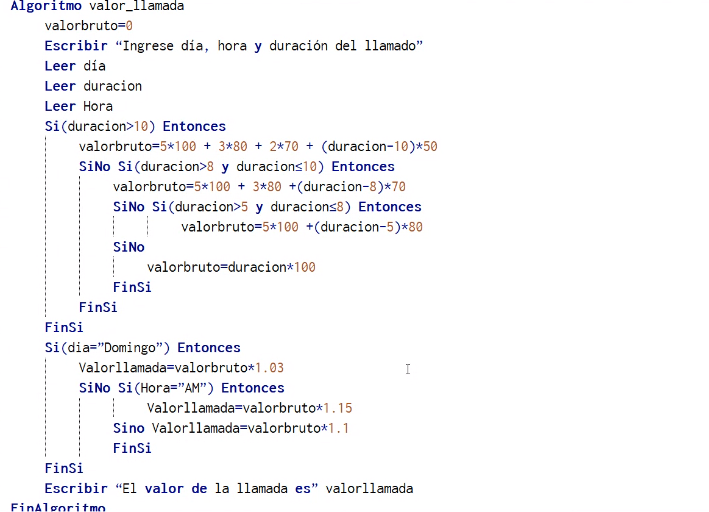 Algoritmo valor_llamada
valorbruto=0
Escribir “Ingrese día, hora y duración del llamado”
Leer día
Leer duracion
Leer Hora
Si(duracion>10) Entonces
valorbruto=5*100 + 3*80 + 2*70 + (duracion-10)*50
SiNo Si(duracion>8 y duracion≤10) Entonces
valorbruto=5*100 + 3*80 +(duracion-8)*70
SiNo Si(duracion>5 y duracion≤8) Entonces
valorbruto=5*100 +(duracion-5)*80
SiNo
valorbruto=duracion*100
FinSi
FinSi
FinSi
Si(dia=”Domingo”) Entonces
Valorllamada=valorbruto*1.03
SiNo Si(Hora=”AM”) Entonces
Valorllamada=valorbruto*1.15
Sino Valorllamada=valorbruto*1.1
FinSi
FinSi
Escribir “El valor de la llamada es” valorllamada
FinAlgoritmo